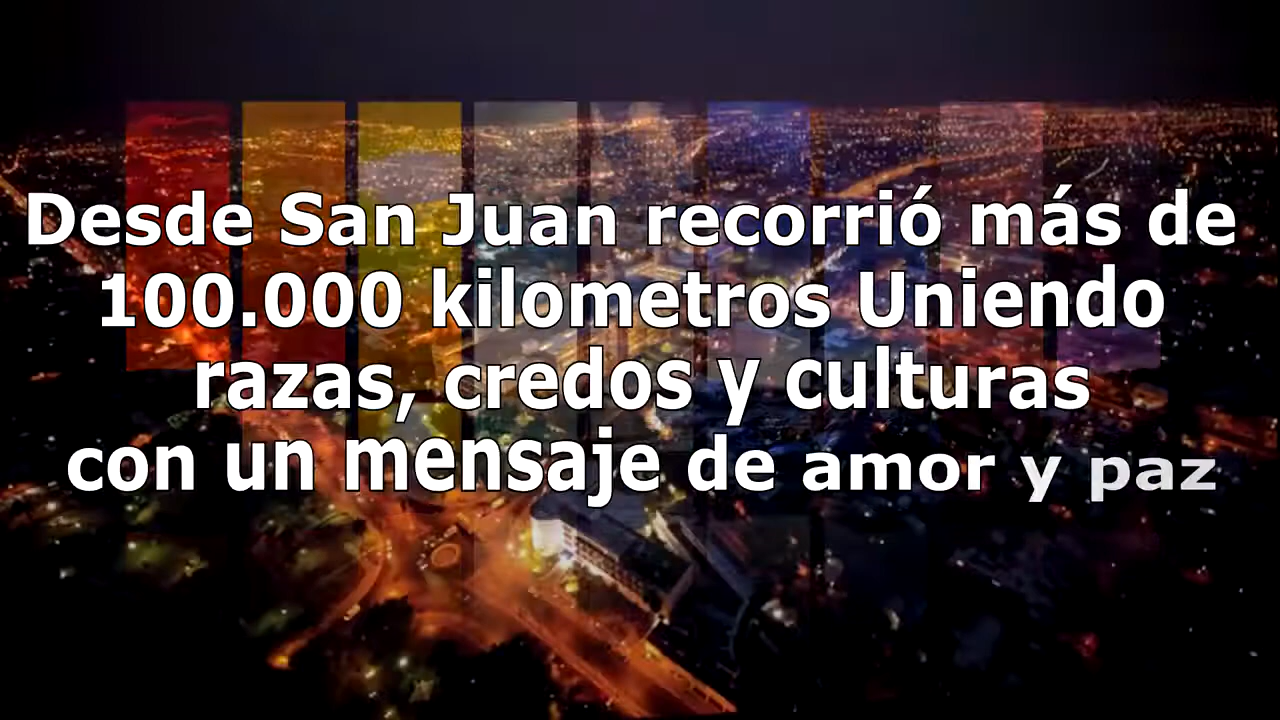 Desde San Juan recorrió más de
100.000 kilometros Uniendo
razas, credos y culturas
con un mensaje de amor y paz